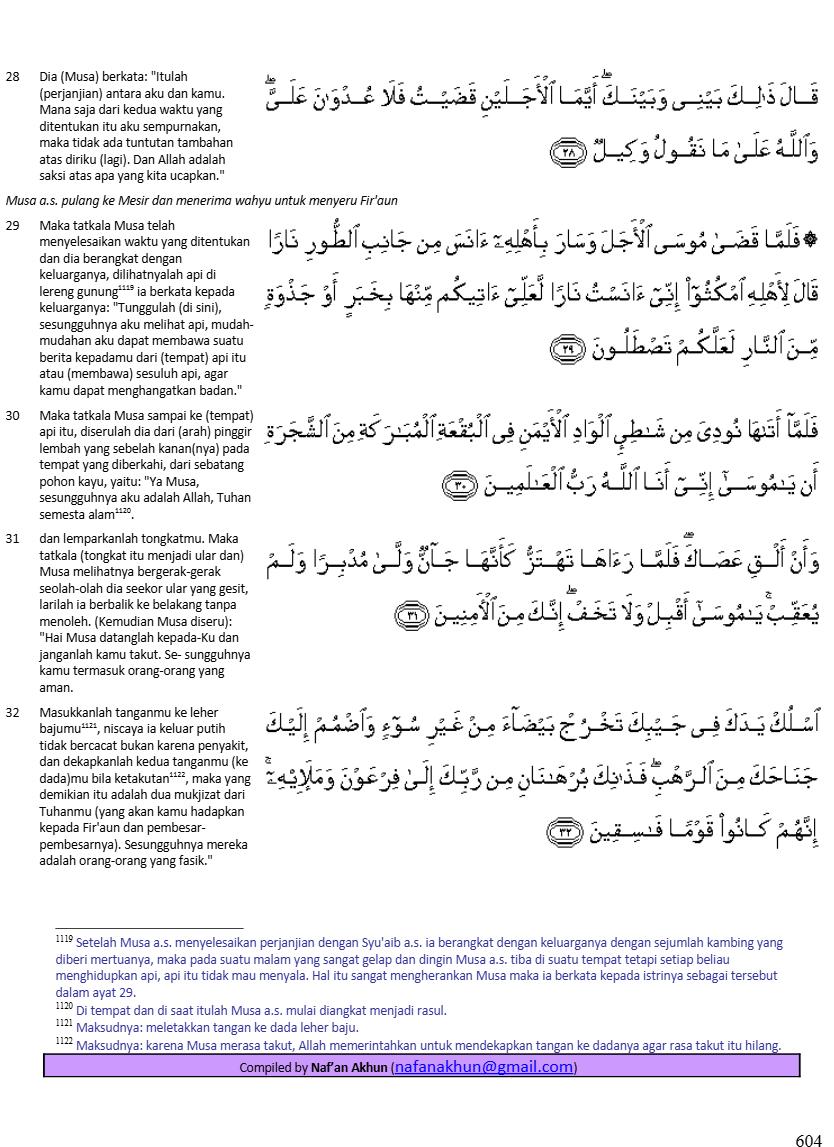 28 Dia (Musa) berkata: "Itulah
(perjanjian) antara aku dan kamu.
Mana saja dari kedua waktu yang
ditentukan itu aku sempurnakan,
maka tidak ada tuntutan tambahan
atas diriku (lagi). Dan Allah adalah
saksi atas apa yang kita ucapkan."
قَالَ ذَٰلِكَ بَيْنِى وَبَيْنَكَ ۖ أَيَّمَا ٱلْأَجَلَيْنِ قَضَيْتُ فَلَا عُدْوَٰنَ عَلَىَّ ۖ
وَٱللَّهُ عَلَىٰ مَا نَقُولُ وَكِيلٌ ٢٨
Musa a.s. pulang ke Mesir dan menerima wahyu untuk menyeru Fir'aun
29 Maka tatkala Musa telah
menyelesaikan waktu yang ditentukan
dan dia berangkat dengan
keluarganya, dilihatnyalah api di
lereng gunung¹¹¹⁹ ia berkata kepada
keluarganya: "Tunggulah (di sini),
sesungguhnya aku melihat api, mudah-
mudahan aku dapat membawa suatu
berita kepadamu dari (tempat) api itu
atau (membawa) sesuluh api, agar
kamu dapat menghangatkan badan."
۞ فَلَمَّا قَضَىٰ مُوسَى ٱلْأَجَلَ وَسَارَ بِأَهْلِهِۦٓ ءَانَسَ مِن جَانِبِ ٱلطُّورِ نَارًا
قَالَ لِأَهْلِهِ ٱمْكُثُوٓا۟ إِنِّىٓ ءَانَسْتُ نَارًا لَّعَلِّىٓ ءَاتِيكُم مِّنْهَا بِخَبَرٍ أَوْ جَذْوَةٍ
مِّنَ ٱلنَّارِ لَعَلَّكُمْ تَصْطَلُونَ ٢٩
30 Maka tatkala Musa sampai ke (tempat)
api itu, diserulah dia dari (arah) pinggir
lembah yang sebelah kanan(nya) pada
tempat yang diberkahi, dari sebatang
pohon kayu, yaitu: "Ya Musa,
sesungguhnya aku adalah Allah, Tuhan
semesta alam¹¹²⁰.
فَلَمَّآ أَتَىٰهَا نُودِىَ مِن شَـٰطِئِ ٱلْوَادِ ٱلْأَيْمَنِ فِى ٱلْبُقْعَةِ ٱلْمُبَـٰرَكَةِ مِنَ ٱلشَّجَرَةِ
أَن يَـٰمُوسَىٰٓ إِنِّىٓ أَنَا ٱللَّهُ رَبُّ ٱلْعَـٰلَمِينَ ٣٠
31 dan lemparkanlah tongkatmu. Maka
tatkala (tongkat itu menjadi ular dan)
Musa melihatnya bergerak-gerak
seolah-olah dia seekor ular yang gesit,
larilah ia berbalik ke belakang tanpa
menoleh. (Kemudian Musa diseru):
"Hai Musa datanglah kepada-Ku dan
janganlah kamu takut. Se- sungguhnya
kamu termasuk orang-orang yang
aman.
وَأَنْ أَلْقِ عَصَاكَ ۖ فَلَمَّا رَءَاهَا تَهْتَزُّ كَأَنَّهَا جَآنٌّ وَلَّىٰ مُدْبِرًا وَلَمْ
يُعَقِّبْ ۚ يَـٰمُوسَىٰٓ أَقْبِلْ وَلَا تَخَفْ ۖ إِنَّكَ مِنَ ٱلْـَٔامِنِينَ ٣١
32 Masukkanlah tanganmu ke leher
bajumu¹¹²¹, niscaya ia keluar putih
tidak bercacat bukan karena penyakit,
dan dekapkanlah kedua tanganmu (ke
dada)mu bila ketakutan¹¹²², maka yang
demikian itu adalah dua mukjizat dari
Tuhanmu (yang akan kamu hadapkan
kepada Fir'aun dan pembesar-
pembesarnya). Sesungguhnya mereka
adalah orang-orang yang fasik."
ٱسْلُكْ يَدَكَ فِى جَيْبِكَ تَخْرُجْ بَيْضَآءَ مِنْ غَيْرِ سُوٓءٍ وَٱضْمُمْ إِلَيْكَ
جَنَاحَكَ مِنَ ٱلرَّهْبِ ۖ فَذَٰنِكَ بُرْهَـٰنَانِ مِن رَّبِّكَ إِلَىٰ فِرْعَوْنَ وَمَلَإِي۟هِۦٓ ۚ
إِنَّهُمْ كَانُوا۟ قَوْمًا فَـٰسِقِينَ ٣٢
¹¹¹⁹ Setelah Musa a.s. menyelesaikan perjanjian dengan Syu'aib a.s. ia berangkat dengan keluarganya dengan sejumlah kambing yang
diberi mertuanya, maka pada suatu malam yang sangat gelap dan dingin Musa a.s. tiba di suatu tempat tetapi setiap beliau
menghidupkan api, api itu tidak mau menyala. Hal itu sangat mengherankan Musa maka ia berkata kepada istrinya sebagai tersebut
dalam ayat 29.
¹¹²⁰ Di tempat dan di saat itulah Musa a.s. mulai diangkat menjadi rasul.
¹¹²¹ Maksudnya: meletakkan tangan ke dada leher baju.
¹¹²² Maksudnya: karena Musa merasa takut, Allah memerintahkan untuk mendekapkan tangan ke dadanya agar rasa takut itu hilang.
Compiled by Naf'an Akhun (nafanakhun@gmail.com)
604